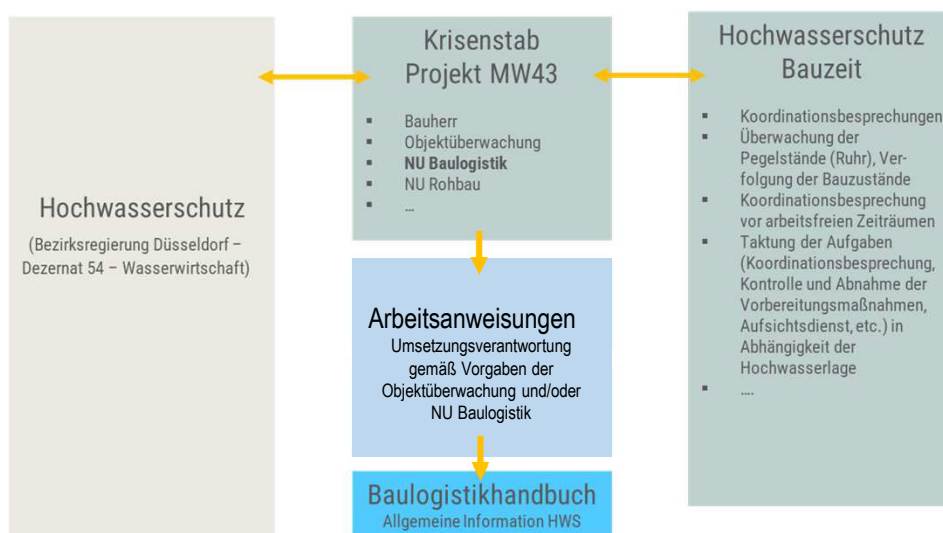 Hochwasserschutz
(Bezirksregierung Düsseldorf –
Dezernat 54 – Wasserwirtschaft)
Krisenstab
Projekt MW43
▪ Bauherr
▪ Objektüberwachung
▪ NU Baulogistik
▪ NU Rohbau
▪ ...
Arbeitsanweisungen
Umsetzungsverantwortung
gemäß Vorgaben der
Objektüberwachung und/oder
NU Baulogistik
Baulogistikhandbuch
Allgemeine Information HWS
Hochwasserschutz
Bauzeit
▪ Koordinationsbesprechungen
▪ Überwachung der
Pegelstände (Ruhr), Ver-
folgung der Bauzustände
▪ Koordinationsbesprechung
vor arbeitsfreien Zeiträumen
▪ Taktung der Aufgaben
(Koordinationsbesprechung,
Kontrolle und Abnahme der
Vorbereitungsmaßnahmen,
Aufsichtsdienst, etc.) in
Abhängigkeit der
Hochwasserlage
▪ ....